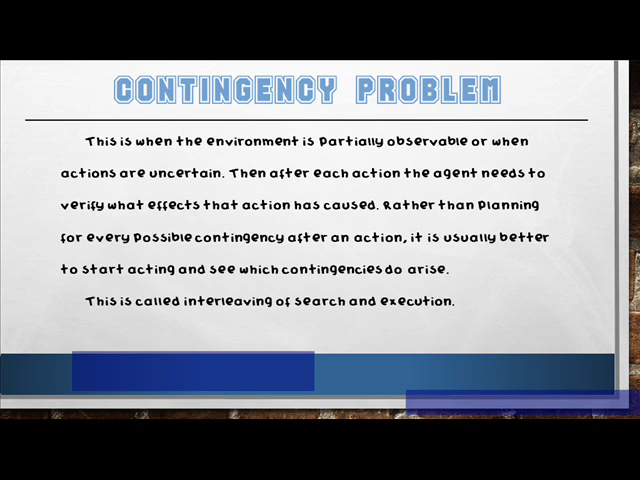 CONTINGENCY PROBLEM
This is when the environment is partially observable or when
actions are uncertain. Then after each action the agent needs to
verify what effects that action has caused. Rather than planning
for every possible contingency after an action, it is usually better
to start acting and see which contingencies do arise.
This is called interleaving of search and execution.